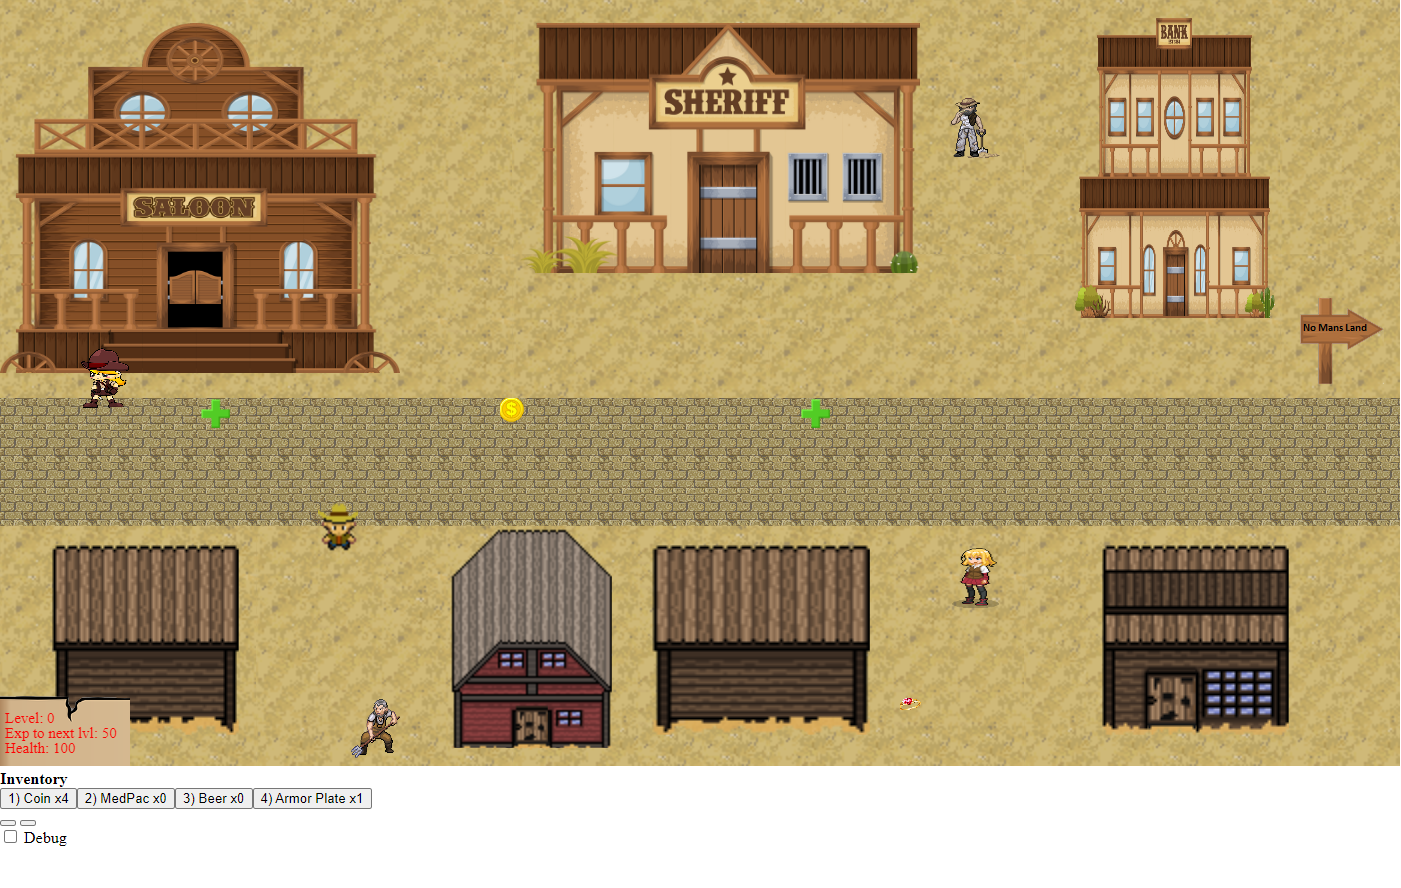 BANK
SHERIFF
SALOON
No Mans Land
$
Level: 0
Exp to next lvl: 50
Health: 100
Inventory
1) Coin x4 2) MedPac x0 3) Beer x0 4) Armor Plate x1
Debug